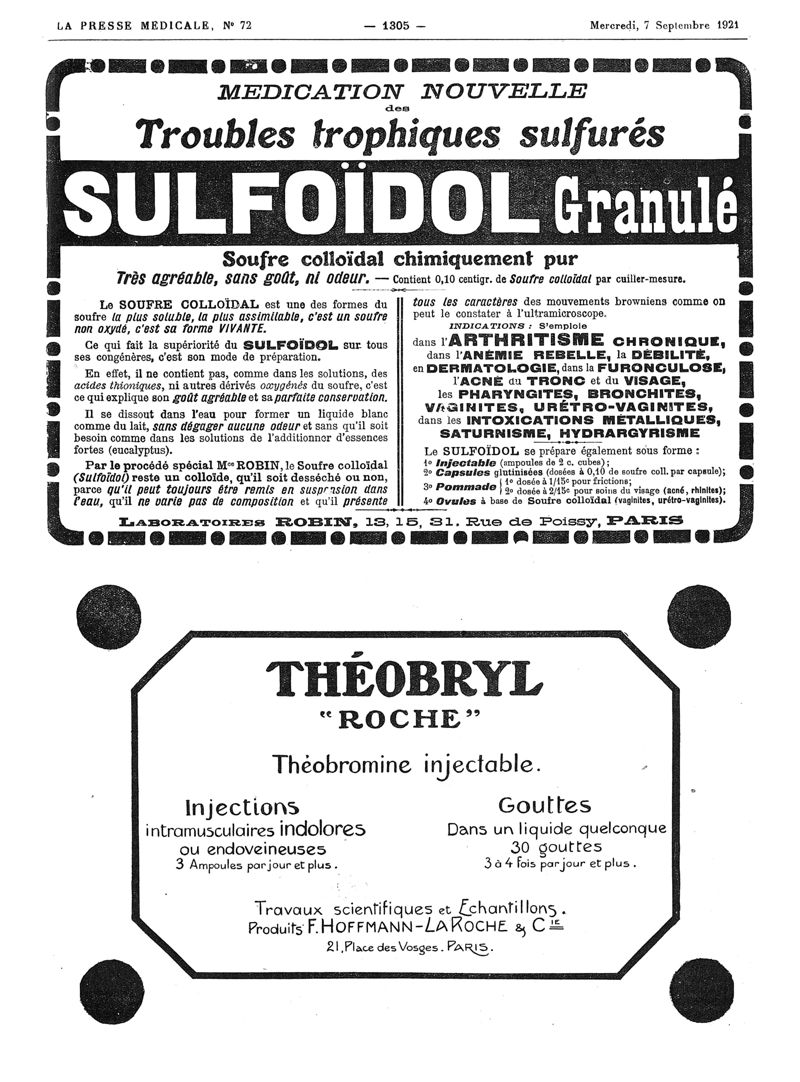 LA PRESSE MÉDICALE, N° 72
— 1305 —
Mercredi, 7 Septembre 1921
MEDICATION NOUVELLE
des
Troubles trophiques sulfurés
SULFOÏDOL Granulé
Soufre colloïdal chimiquement pur
Très agréable, sans goût, ni odeur. — Contient 0,10 centigr. de Soufre colloïdal par cuiller-mesure.
Le SOUFRE COLLOÏDAL est une des formes du
soufre la plus soluble, la plus assimilable, c'est un soufre
non oxydé, c'est sa forme VIVANTE.
Ce qui fait la supériorité du SULFOÏDOL sur tous
ses congénères, c'est son mode de préparation.
En effet, il ne contient pas, comme dans les solutions, des
acides thioniques, ni autres dérivés oxygénés du soufre, c'est
ce qui explique son goût agréable et sa parfaite conservation.
Il se dissout dans l'eau pour former un liquide blanc
comme du lait, sans dégager aucune odeur et sans qu'il soit
besoin comme dans les solutions de l'additionner d'essences
fortes (eucalyptus).
Par le procédé spécial Mon ROBIN, le Soufre colloïdal
(Sulfoïdol) reste un colloïde, qu'il soit desséché ou non,
parce qu'il peut toujours être remis en suspension dans
l'eau, qu'il ne varie pas de composition et qu'il présente
tous les caractères des mouvements browniens comme on
peut le constater à l'ultramicroscope.
INDICATIONS : S'emploie
dans l'ARTHRITISME CHRONIQUE,
dans l'ANÉMIE REBELLE, la DÉBILITÉ,
en DERMATOLOGIE, dans la FURONCULOSE,
l'ACNÉ du TRONC et du VISAGE,
les PHARYNGITES, BRONCHITES,
VAGINITES, URÉTRO-VAGINITES,
dans les INTOXICATIONS MÉTALLIQUES,
SATURNISME, HYDRARGYRISME
Le SULFOÏDOL se prépare également sous forme :
1° Injectable (ampoules de 2 c. cubes);
2° Capsules glutinisées (dosées à 0,10 de soufre coll. par capsule);
3° Pommade { 1° dosée à 1/15e pour frictions;
2° dosée à 2/15e pour soins du visage (acné, rhinites);
4° Ovules à base de Soufre colloïdal (vaginites, urétro-vaginites).
LABORATOIRES ROBIN, 13, 15, 31, Rue de Poissy, PARIS
THÉOBRYL
"ROCHE"
Théobromine injectable.
Injections
intramusculaires indolores
ou endoveineuses
3 Ampoules par jour et plus.
Gouttes
Dans un liquide quelconque
30 gouttes
3 à 4 fois par jour et plus.
Travaux scientifiques et Echantillons.
Produits F. HOFFMANN-LA ROCHE & Cie
21, Place des Vosges. PARIS.